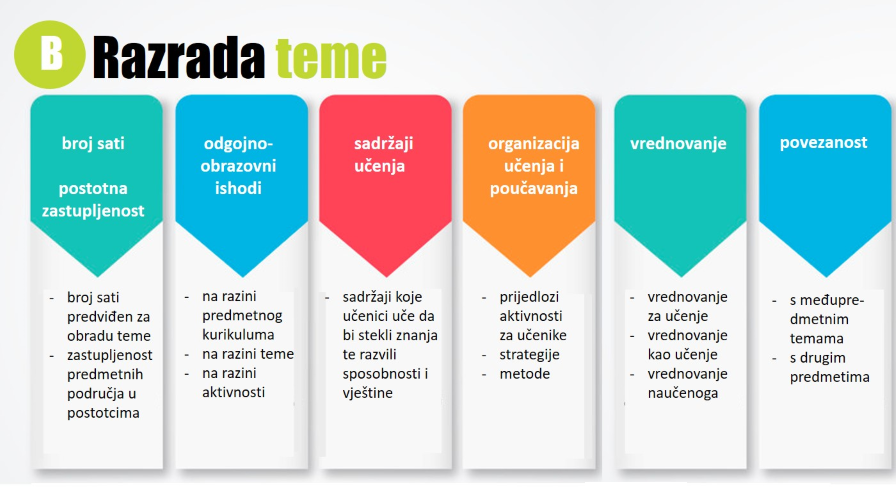 B Razrada teme
broj sati
postotna
zastupljenost
- broj sati
predviđen za
obradu teme
- zastupljenost
predmetnih
područja u
postotcima
odgojno-
obrazovni
ishodi
- na razini
predmetnog
kurikuluma
- na razini teme
- na razini
aktivnosti
sadržaji
učenja
- sadržaji koje
učenici uče da
bi stekli znanja
te razvili
sposobnosti i
vještine
organizacija
učenja i
poučavanja
- prijedlozi
aktivnosti
za učenike
- strategije
- metode
vrednovanje
- vrednovanje
za učenje
- vrednovanje
kao učenje
- vrednovanje
naučenoga
povezanost
- s međupre-
dmetnim
temama
- s drugim
predmetima